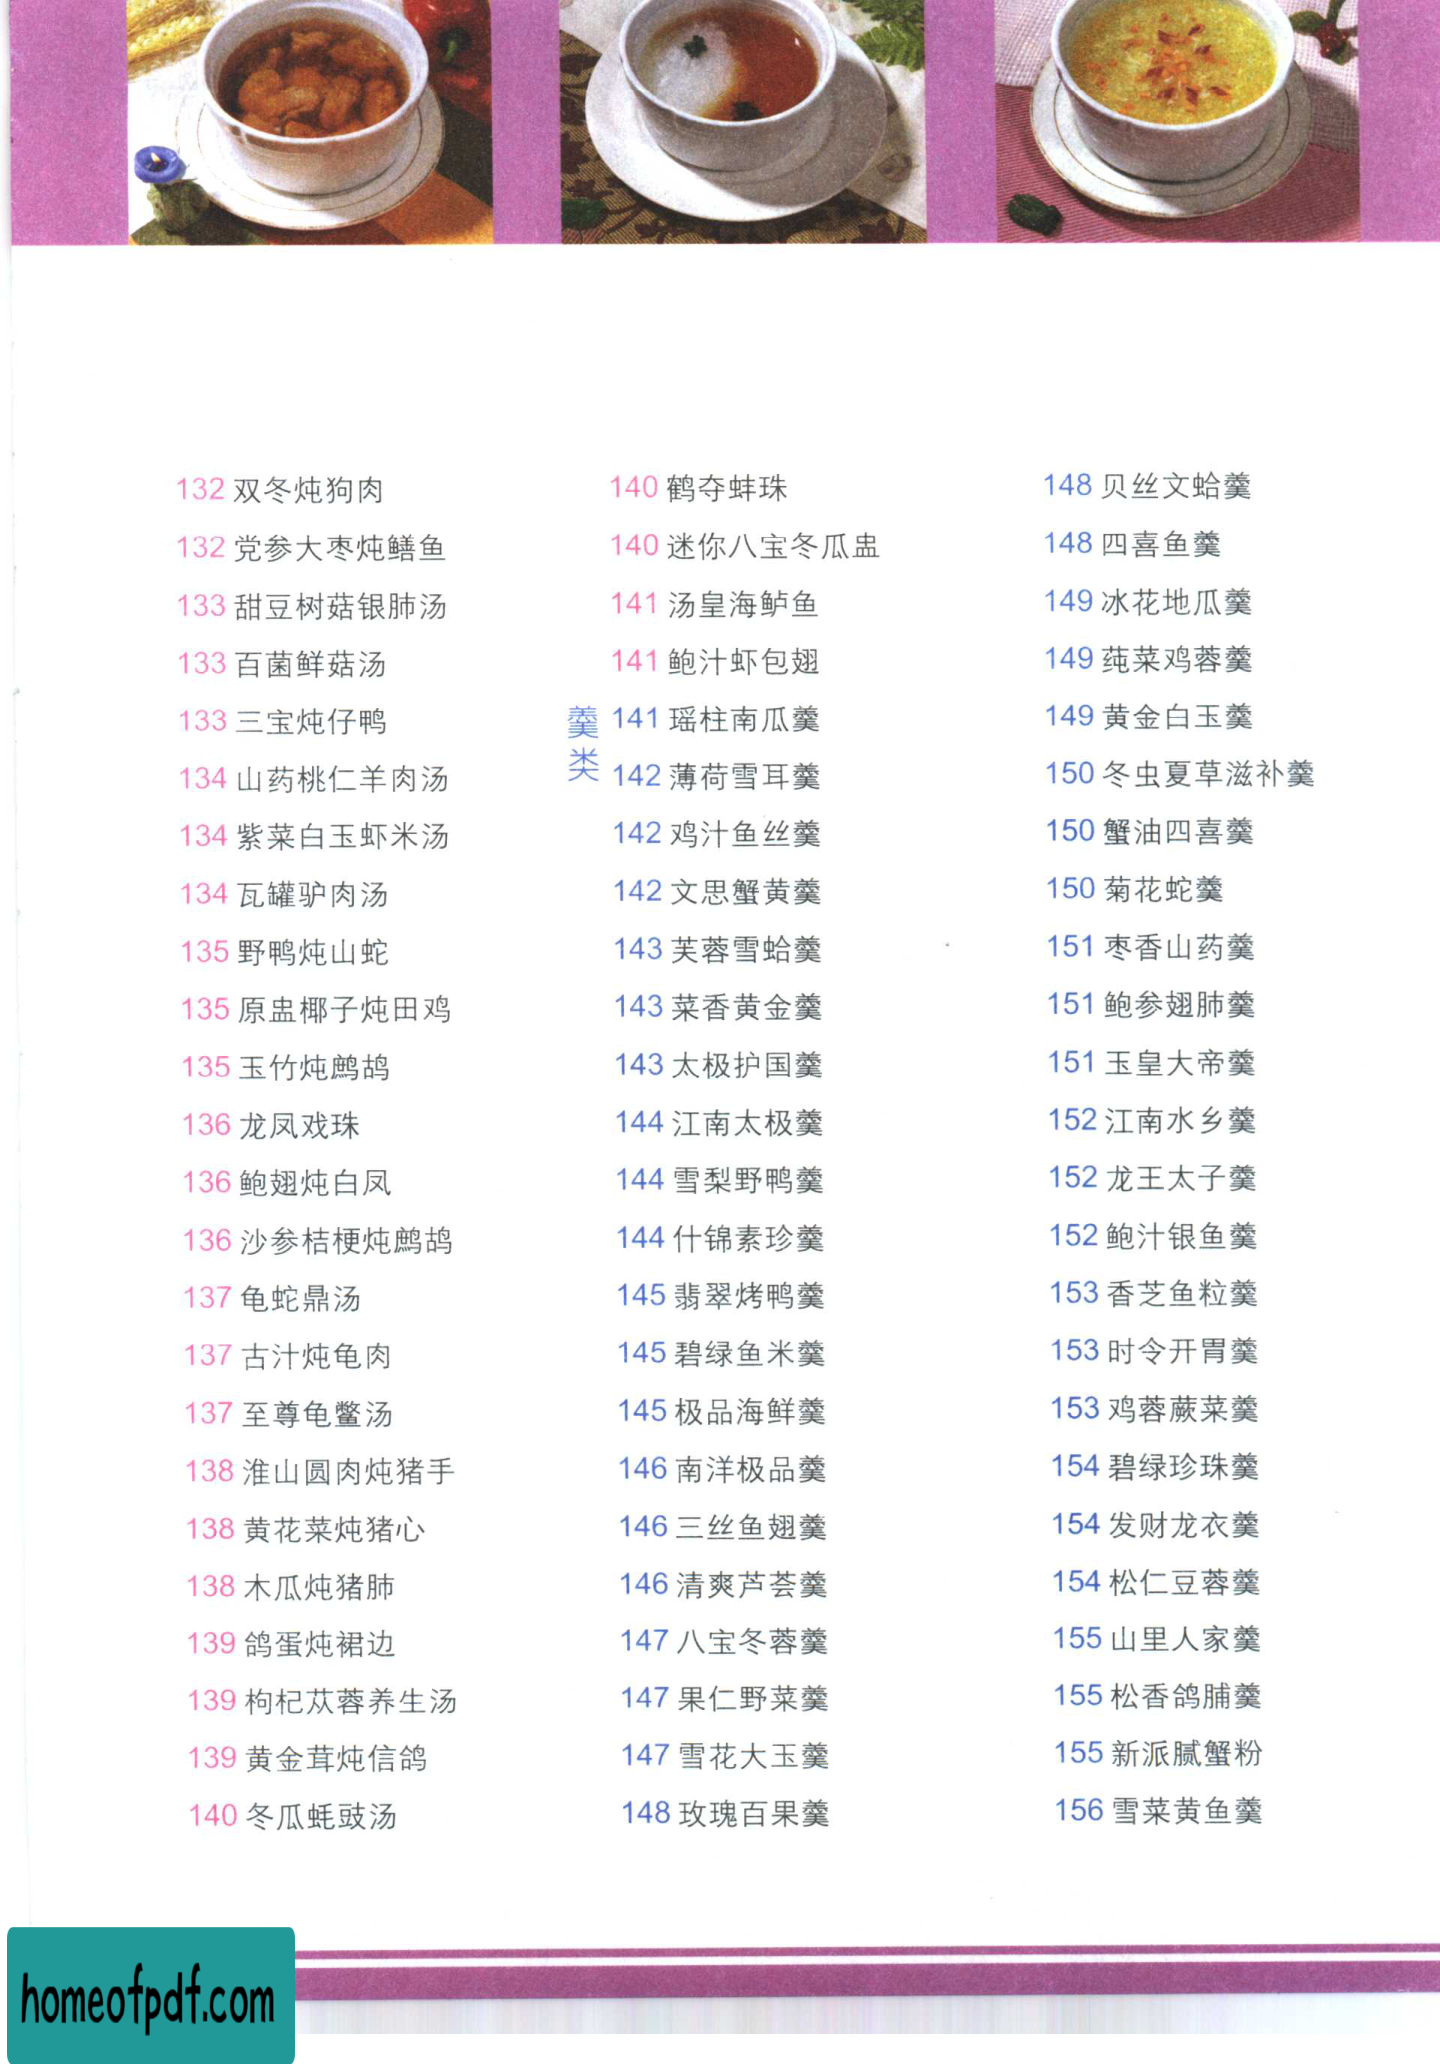 132 双冬炖狗肉
132 党参大枣炖鳝鱼
133 甜豆树菇银肺汤
133 百菌鲜菇汤
133 三宝炖仔鸭
134 山药桃仁羊肉汤
134 紫菜白玉虾米汤
134 瓦罐驴肉汤
135 野鸭炖山蛇
135 原盅椰子炖田鸡
135 玉竹炖鹧鸪
136 龙凤戏珠
136 鲍翅炖白凤
136 沙参桔梗炖鹧鸪
137 龟蛇鼎汤
137 古汁炖龟肉
137 至尊龟鳖汤
138 淮山圆肉炖猪手
138 黄花菜炖猪心
138 木瓜炖猪肺
139 鸽蛋炖裙边
139 枸杞苁蓉养生汤
139 黄金茸炖信鸽
140 冬瓜蚝豉汤
140 鹤夺蚌珠
140 迷你八宝冬瓜盅
141 汤皇海鲈鱼
141 鲍汁虾包翅
羹类
141 瑶柱南瓜羹
142 薄荷雪耳羹
142 鸡汁鱼丝羹
142 文思蟹黄羹
143 芙蓉雪蛤羹
143 菜香黄金羹
143 太极护国羹
144 江南太极羹
144 雪梨野鸭羹
144 什锦素珍羹
145 翡翠烤鸭羹
145 碧绿鱼米羹
145 极品海鲜羹
146 南洋极品羹
146 三丝鱼翅羹
146 清爽芦荟羹
147 八宝冬蓉羹
147 果仁野菜羹
147 雪花大玉羹
148 玫瑰百果羹
148 贝丝文蛤羹
148 四喜鱼羹
149 冰花地瓜羹
149 莼菜鸡蓉羹
149 黄金白玉羹
150 冬虫夏草滋补羹
150 蟹油四喜羹
150 菊花蛇羹
151 枣香山药羹
151 鲍参翅肺羹
151 玉皇大帝羹
152 江南水乡羹
152 龙王太子羹
152 鲍汁银鱼羹
153 香芝鱼粒羹
153 时令开胃羹
153 鸡蓉蕨菜羹
154 碧绿珍珠羹
154 发财龙衣羹
154 松仁豆蓉羹
155 山里人家羹
155 松香鸽脯羹
155 新派腻蟹粉
156 雪菜黄鱼羹
homeofpdf.com